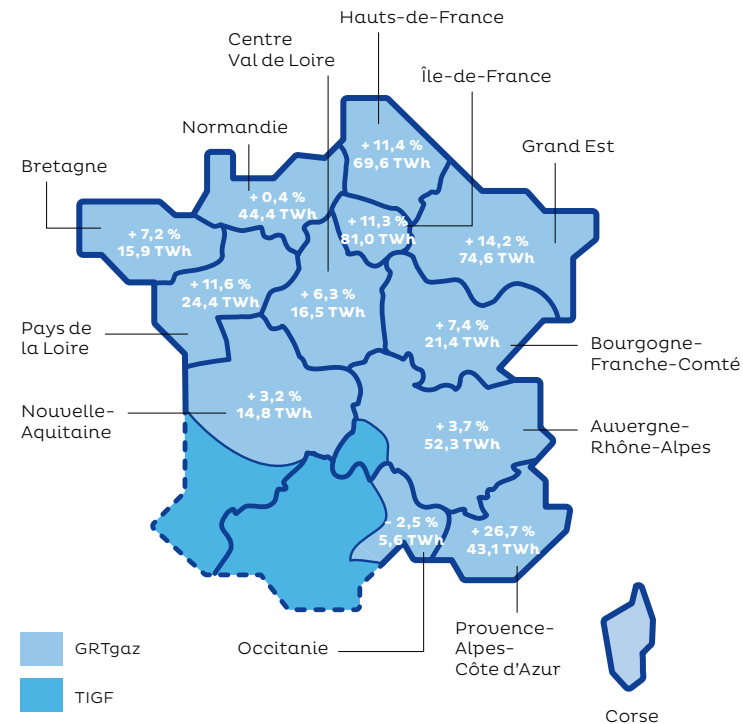 Hauts-de-France
Centre
Val de Loire
Île-de-France
Normandie
Grand Est
Bretagne
+ 11,4 %
69,6 TWh
+ 0,4 %
44,4 TWh
+ 11,3 %
81,0 TWh
+ 7,2 %
15,9 TWh
+ 14,2 %
74,6 TWh
+ 11,6 %
24,4 TWh
+ 6,3 %
16,5 TWh
Pays de
la Loire
+ 7,4 %
21,4 TWh
Bourgogne-
Franche-Comté
+ 3,2 %
14,8 TWh
Nouvelle-
Aquitaine
+ 3,7 %
52,3 TWh
Auvergne-
Rhône-Alpes
- 2,5 %
5,6 TWh
+ 26,7 %
43,1 TWh
GRTgaz
Occitanie
Provence-
Alpes-
Côte d'Azur
TIGF
Corse